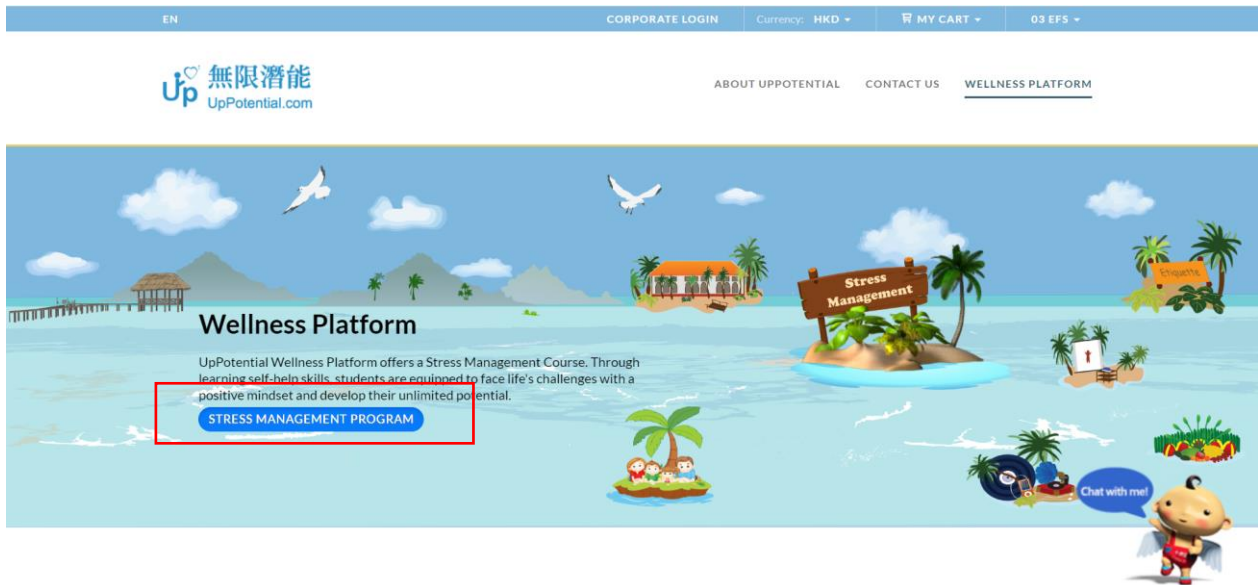 EN
CORPORATE LOGIN
Currency: HKD
MY CART
03 EFS
Up 無限潛能
UpPotential.com
ABOUT UPPOTENTIAL
CONTACT US
WELLNESS PLATFORM
Stress
Management
Etiquette
Wellness Platform
UpPotential Wellness Platform offers a Stress Management Course. Through
learning self-help skills, students are equipped to face life's challenges with a
positive mindset and develop their unlimited potential.
STRESS MANAGEMENT PROGRAM
Chat with me!